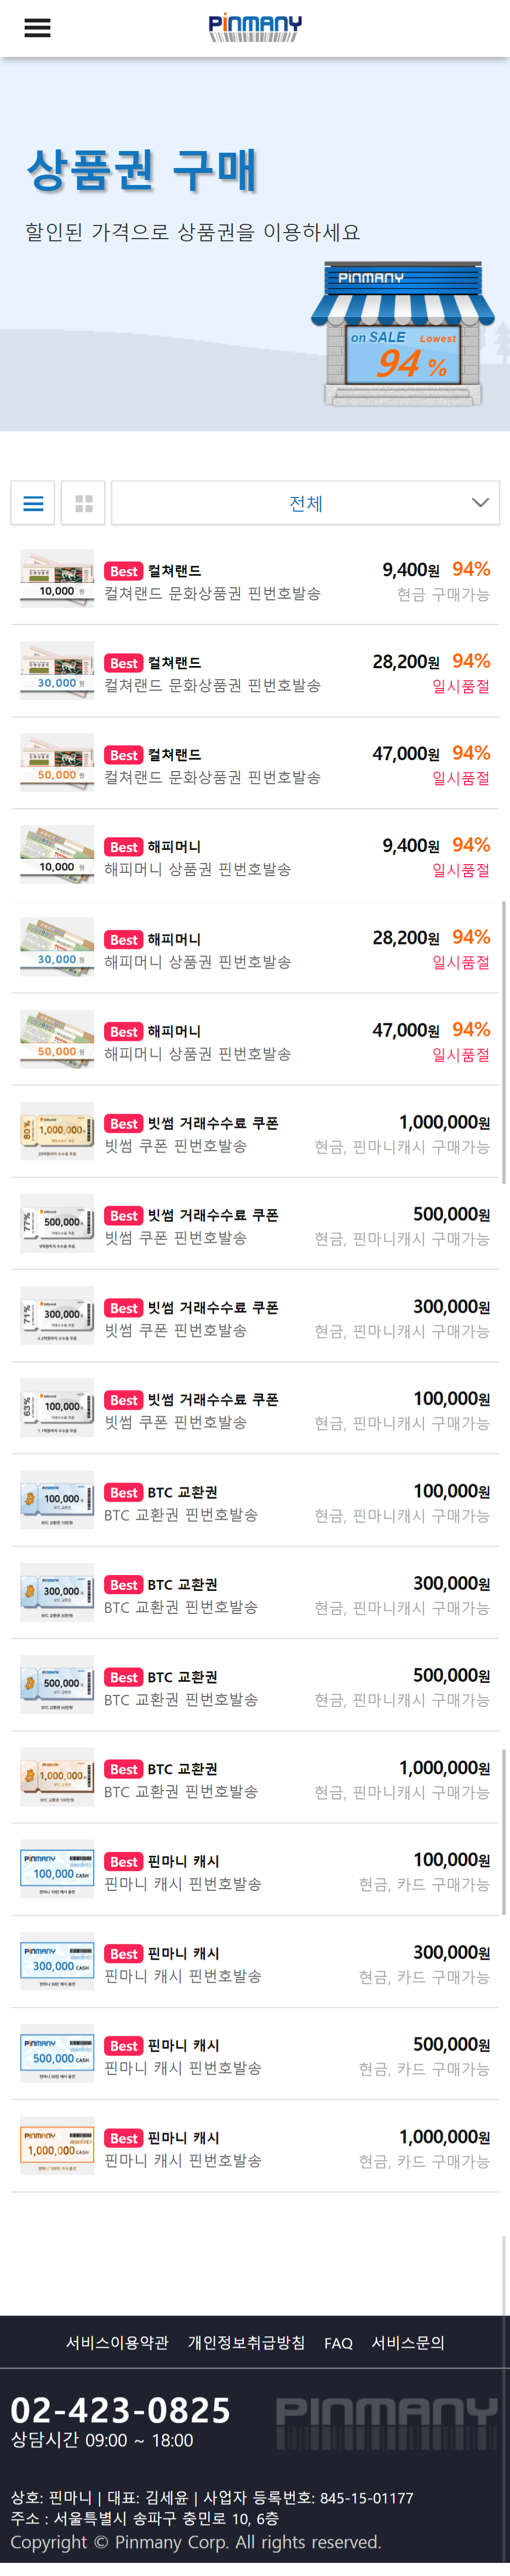 PINMANY
상품권 구매
할인된 가격으로 상품권을 이용하세요
PINMANY
on SALE Lowest
94 %
전체
10,000 원
Best 컬쳐랜드
9,400원 94%
컬쳐랜드 문화상품권 핀번호발송
현금 구매가능
30,000 원
Best 컬쳐랜드
28,200원 94%
컬쳐랜드 문화상품권 핀번호발송
일시품절
50,000 원
Best 컬쳐랜드
47,000원 94%
컬쳐랜드 문화상품권 핀번호발송
일시품절
10,000 원
Best 해피머니
9,400원 94%
해피머니 상품권 핀번호발송
일시품절
30,000 원
Best 해피머니
28,200원 94%
해피머니 상품권 핀번호발송
일시품절
50,000 원
Best 해피머니
47,000원 94%
해피머니 상품권 핀번호발송
일시품절
80% 1,000,000
Best 빗썸 거래수수료 쿠폰
1,000,000원
빗썸 쿠폰 핀번호발송
현금, 핀마니캐시 구매가능
77% 500,000
Best 빗썸 거래수수료 쿠폰
500,000원
빗썸 쿠폰 핀번호발송
현금, 핀마니캐시 구매가능
71% 300,000
Best 빗썸 거래수수료 쿠폰
300,000원
빗썸 쿠폰 핀번호발송
현금, 핀마니캐시 구매가능
63% 100,000
Best 빗썸 거래수수료 쿠폰
100,000원
빗썸 쿠폰 핀번호발송
현금, 핀마니캐시 구매가능
100,000
Best BTC 교환권
100,000원
BTC 교환권 핀번호발송
현금, 핀마니캐시 구매가능
300,000
Best BTC 교환권
300,000원
BTC 교환권 핀번호발송
현금, 핀마니캐시 구매가능
500,000
Best BTC 교환권
500,000원
BTC 교환권 핀번호발송
현금, 핀마니캐시 구매가능
1,000,000
Best BTC 교환권
1,000,000원
BTC 교환권 핀번호발송
현금, 핀마니캐시 구매가능
PINMANY
100,000 CASH
Best 핀마니 캐시
100,000원
핀마니 캐시 핀번호발송
현금, 카드 구매가능
PINMANY
300,000 CASH
Best 핀마니 캐시
300,000원
핀마니 캐시 핀번호발송
현금, 카드 구매가능
PINMANY
500,000 CASH
Best 핀마니 캐시
500,000원
핀마니 캐시 핀번호발송
현금, 카드 구매가능
PINMANY
1,000,000 CASH
Best 핀마니 캐시
1,000,000원
핀마니 캐시 핀번호발송
현금, 카드 구매가능
서비스이용약관 개인정보취급방침 FAQ 서비스문의
02-423-0825
상담시간 09:00 ~ 18:00
PINMANY
상호: 핀마니 | 대표: 김세윤 | 사업자 등록번호: 845-15-01177
주소 : 서울특별시 송파구 충민로 10, 6층
Copyright © Pinmany Corp. All rights reserved.